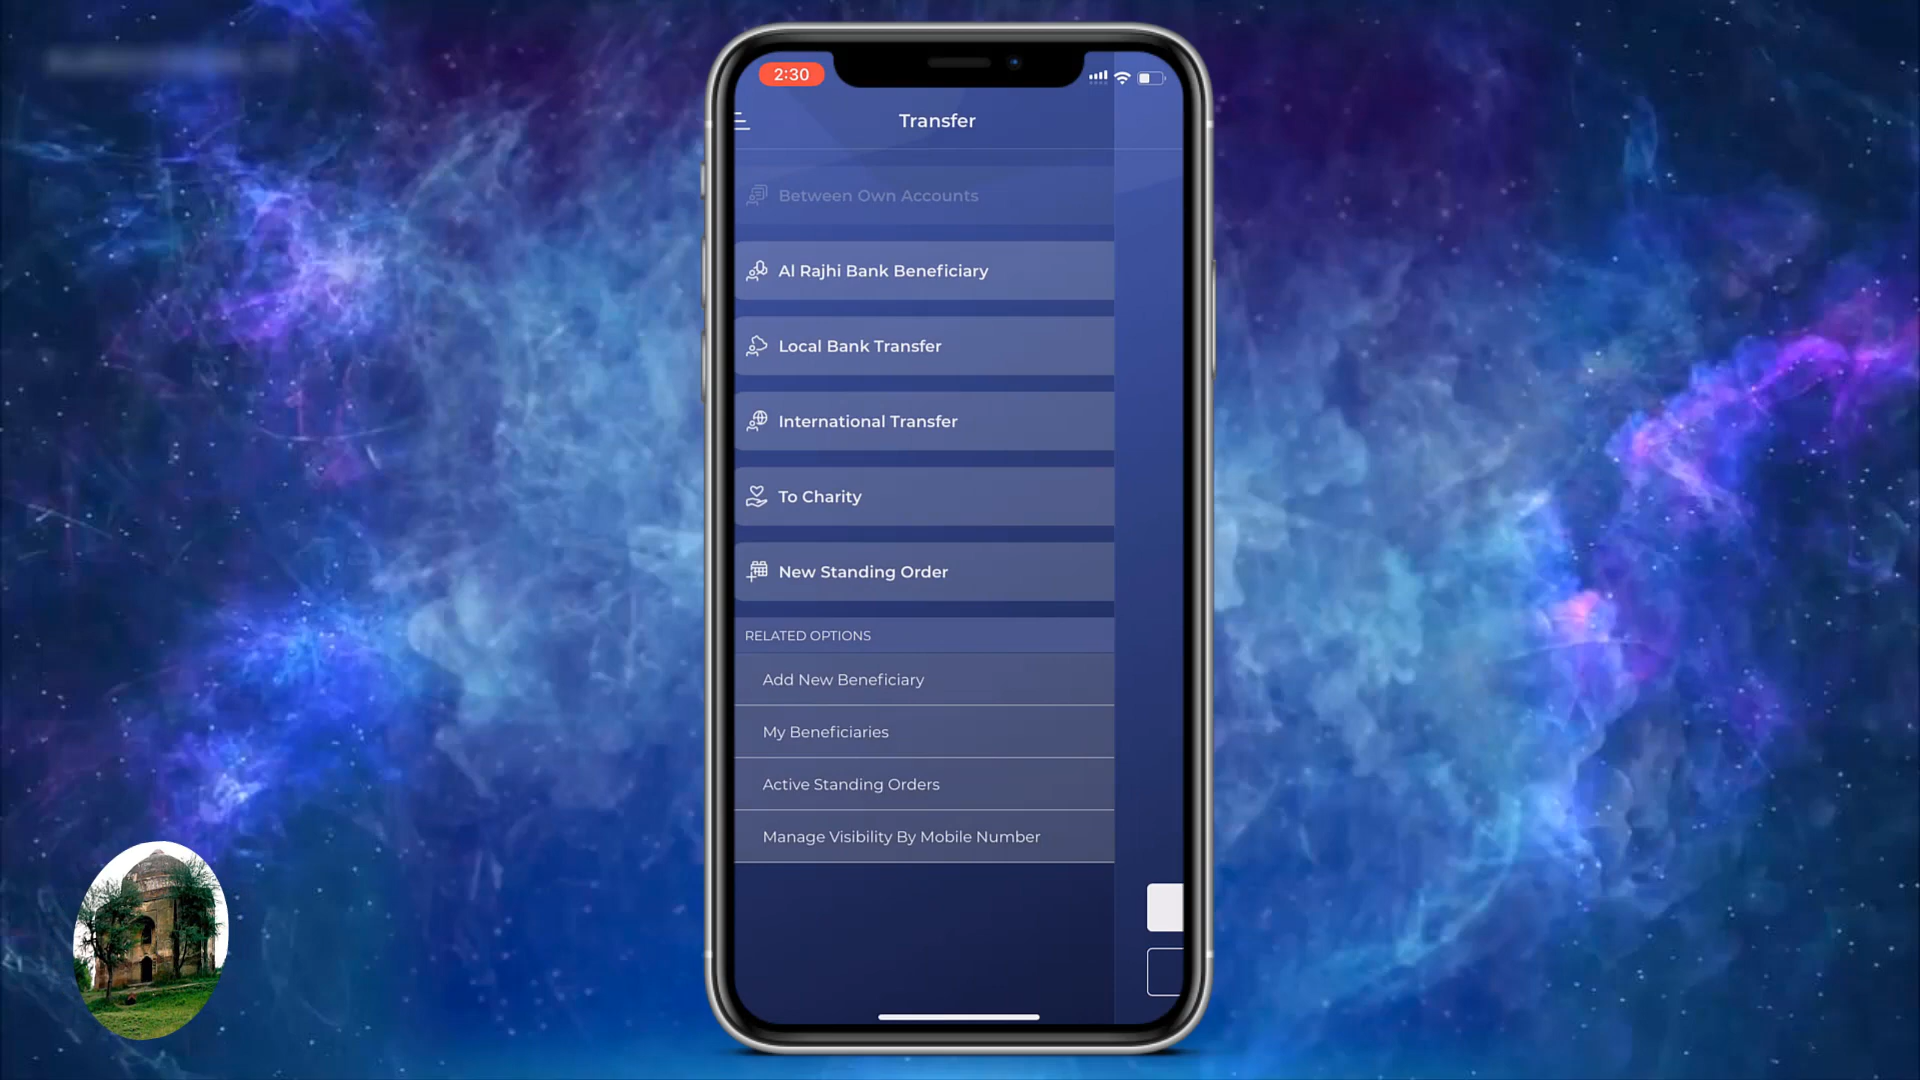 2:30
Transfer
Between Own Accounts
Al Rajhi Bank Beneficiary
Local Bank Transfer
International Transfer
To Charity
New Standing Order
RELATED OPTIONS
Add New Beneficiary
My Beneficiaries
Active Standing Orders
Manage Visibility By Mobile Number